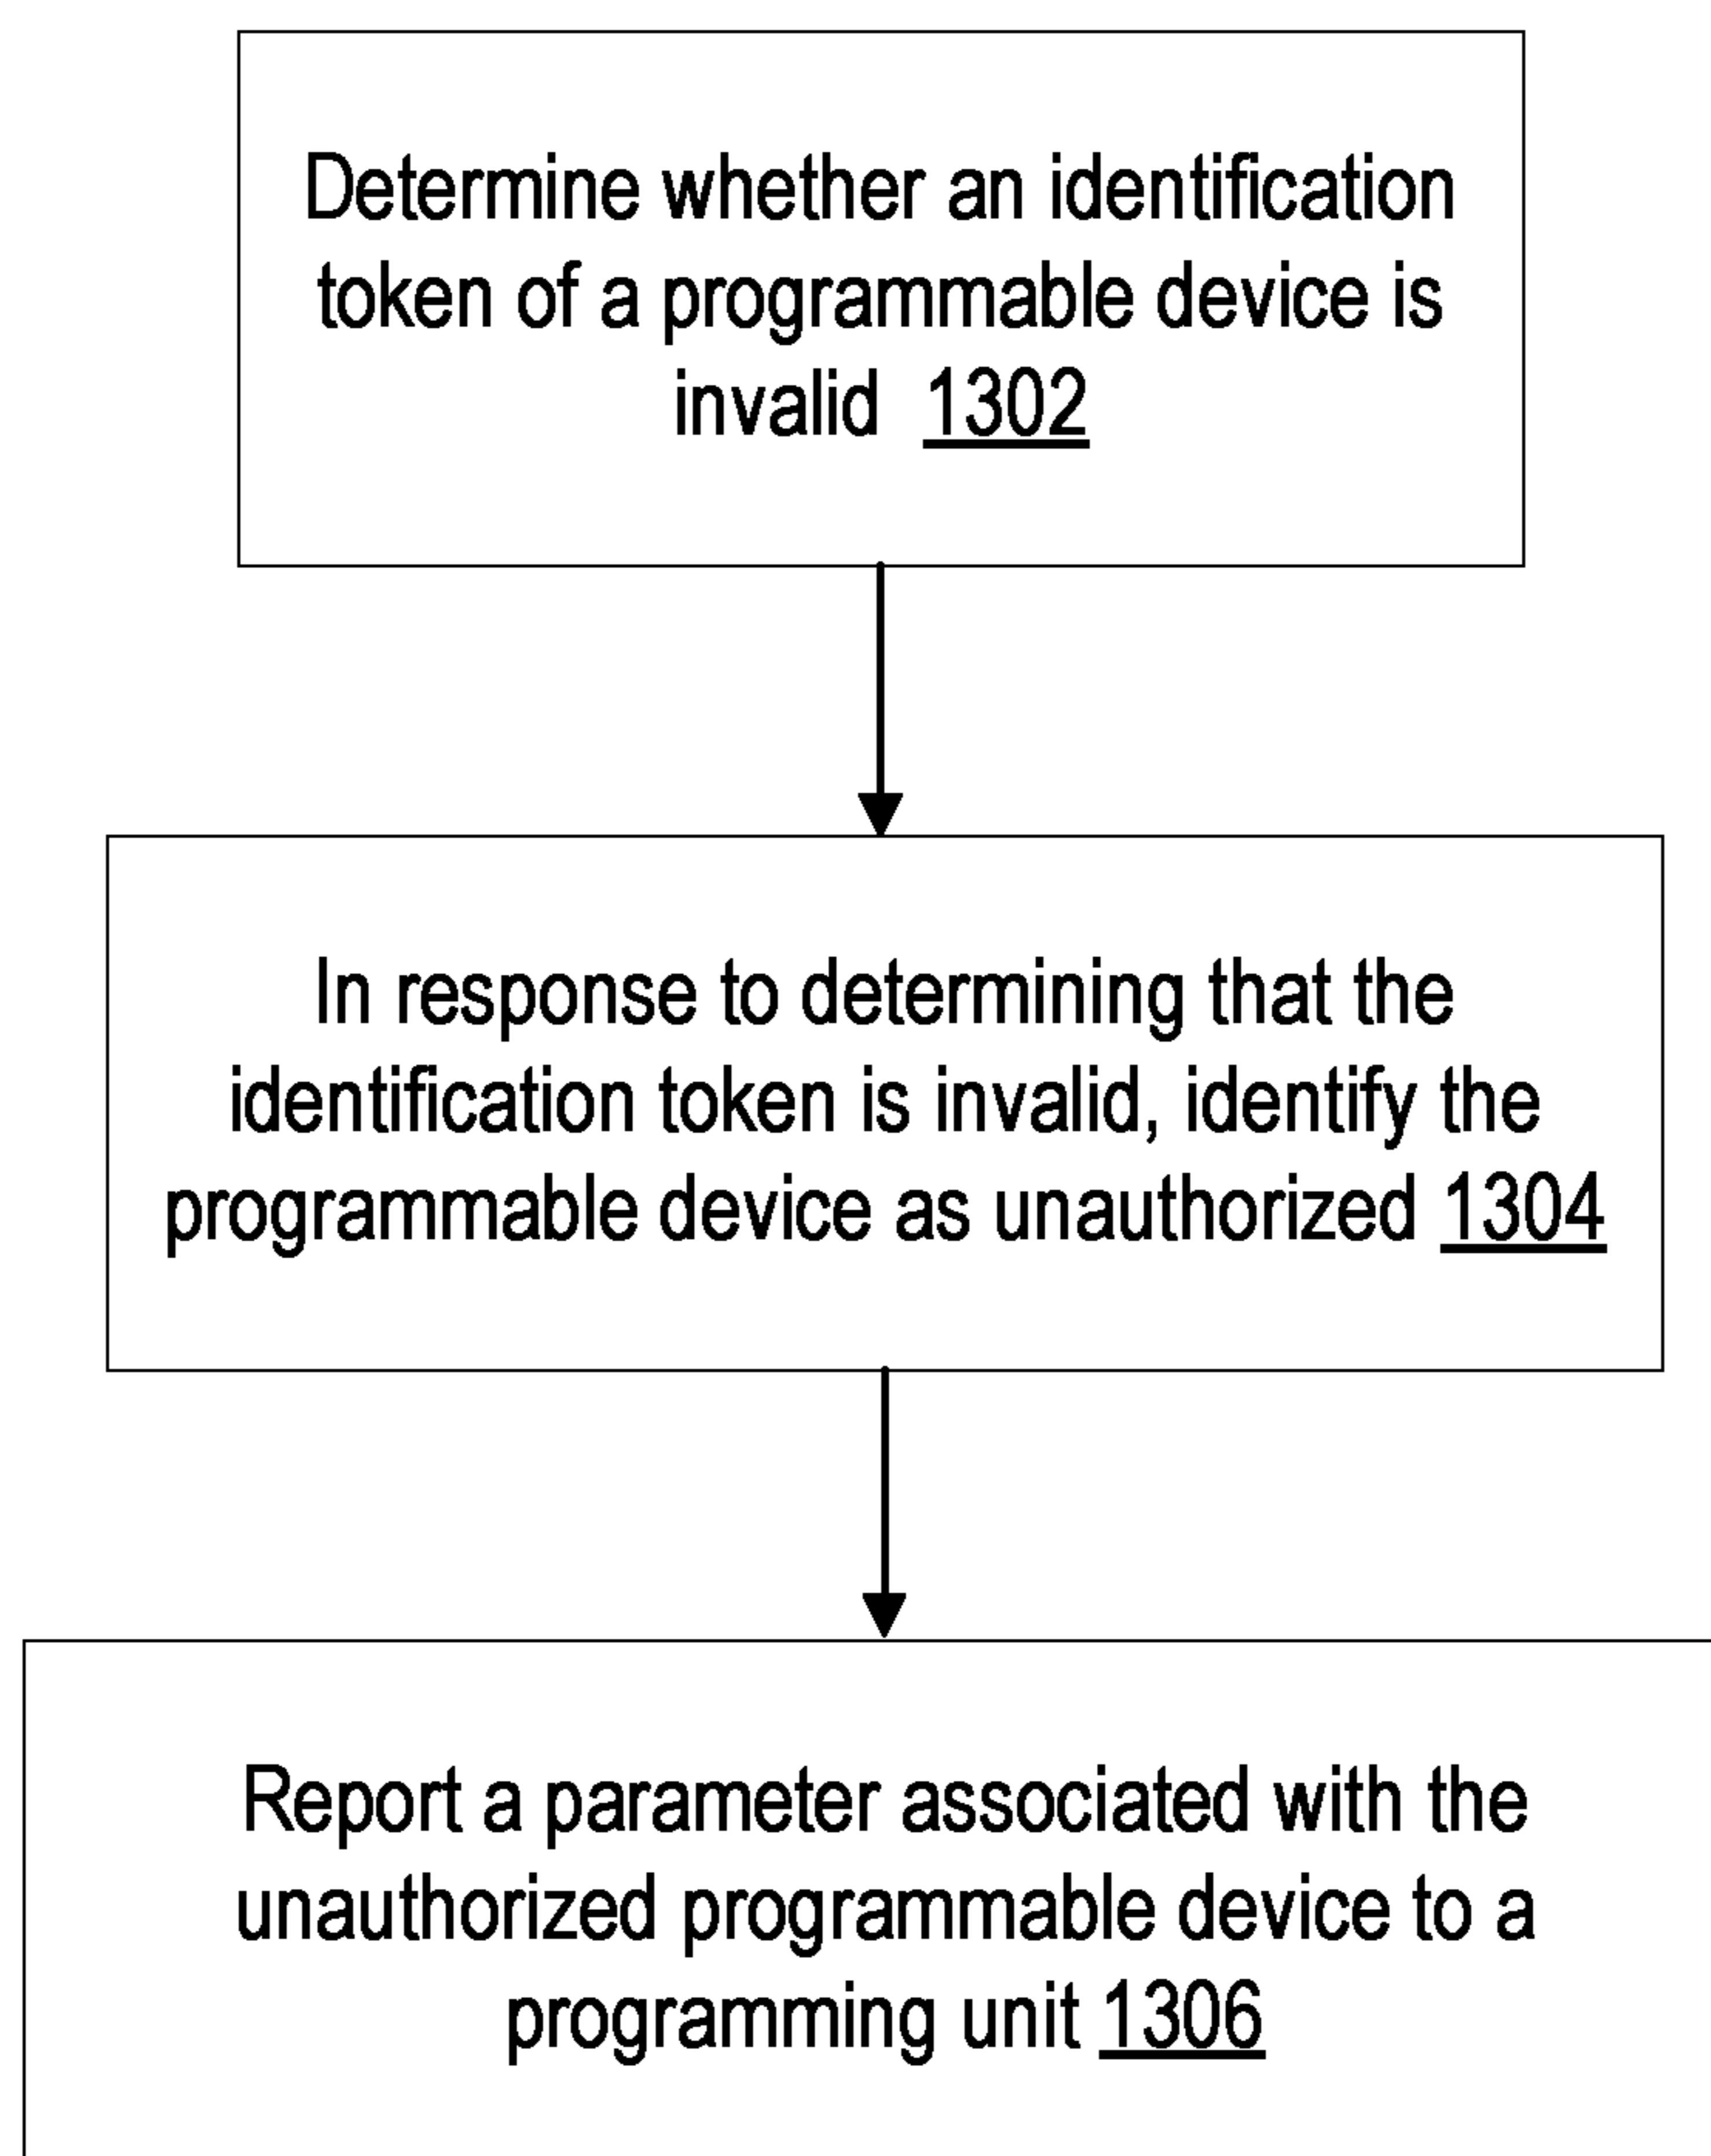 Determine whether an identification
token of a programmable device is
invalid 1302
In response to determining that the
identification token is invalid, identify the
programmable device as unauthorized 1304
Report a parameter associated with the
unauthorized programmable device to a
programming unit 1306